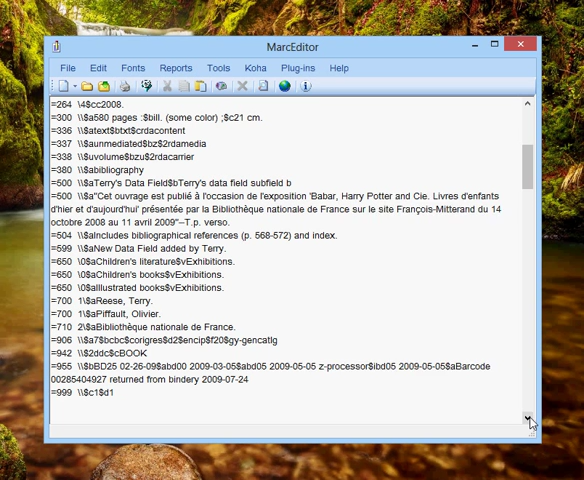 MarcEditor
File Edit Fonts Reports Tools Koha Plug-ins Help
=264 \4$cc2008.
=300 \\$a580 pages :$bill. (some color) ;$c21 cm.
=336 \\$atext$btxt$crdacontent
=337 \\$aunmediated$bz$2rdamedia
=338 \\$uvolume$bzu$2rdacarrier
=380 \\$abibliography
=500 \\$aTerry's Data Field$bTerry's data field subfield b
=500 \\$a"Cet ouvrage est publié à l'occasion de l'exposition 'Babar, Harry Potter and Cie. Livres d'enfants
d'hier et d'aujourd'hui' présentée par la Bibliothèque nationale de France sur le site François-Mitterand du 14
octobre 2008 au 11 avril 2009"--T.p. verso.
=504 \\$aIncludes bibliographical references (p. 568-572) and index.
=599 \\$aNew Data Field added by Terry.
=650 \0$aChildren's literature$vExhibitions.
=650 \0$aChildren's books$vExhibitions.
=650 \0$aIllustrated books$vExhibitions.
=700 1\$aReese, Terry.
=700 1\$aPiffault, Olivier.
=710 2\$aBibliothèque nationale de France.
=906 \\$a7$bcbc$corigres$d2$encip$f20$gy-gencatlg
=942 \\$2ddc$cBOOK
=955 \\$bBD25 02-26-09$abd00 2009-03-05$abd05 2009-05-05 z-processor$ibd05 2009-05-05$aBarcode
00285404927 returned from bindery 2009-07-24
=999 \\$c1$d1